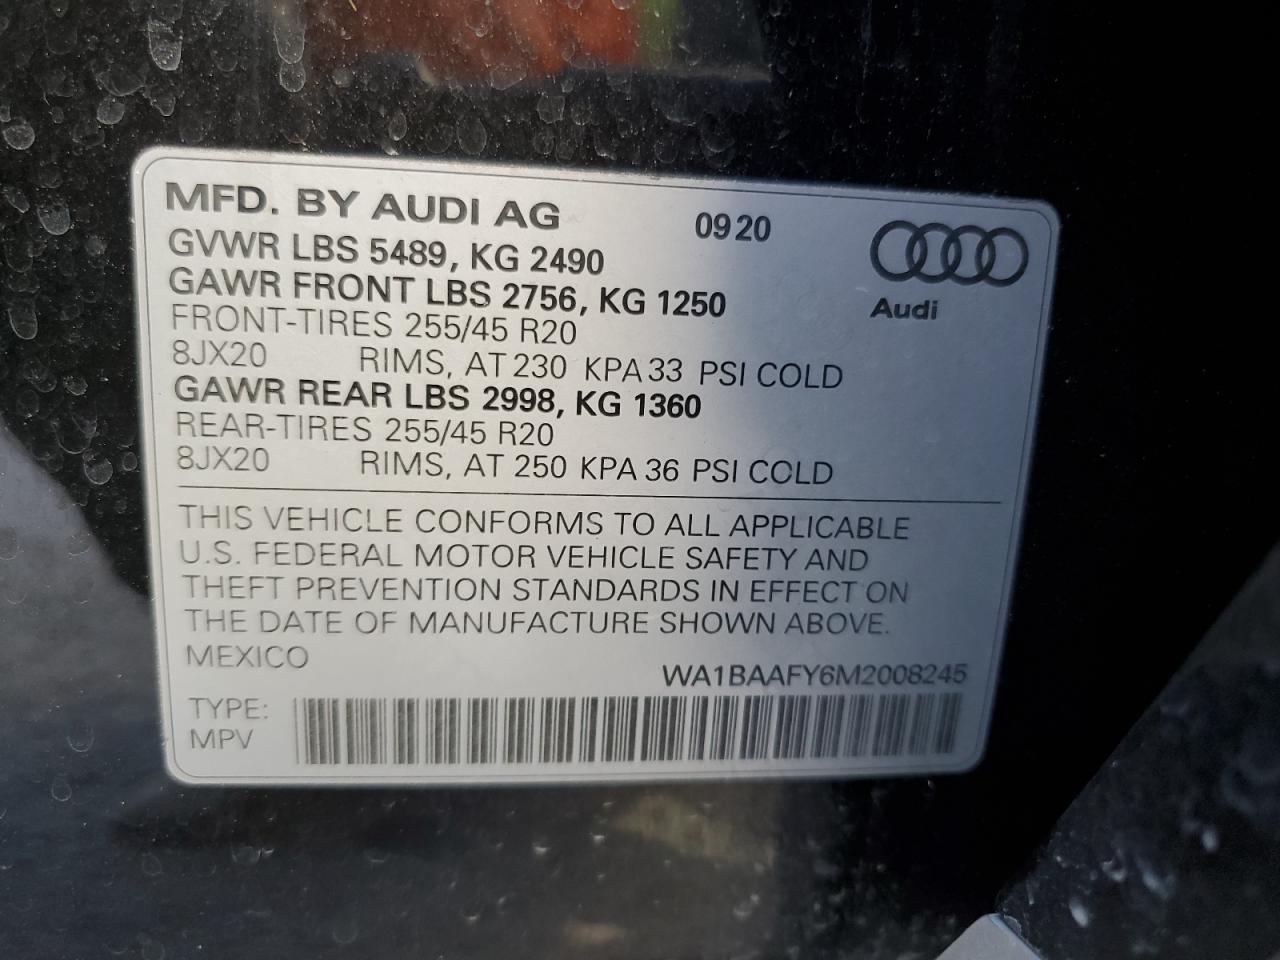 MFD. BY AUDI AG 0920
GVWR LBS 5489, KG 2490
GAWR FRONT LBS 2756, KG 1250
Audi
FRONT-TIRES 255/45 R20
8JX20 RIMS, AT 230 KPA 33 PSI COLD
GAWR REAR LBS 2998, KG 1360
REAR-TIRES 255/45 R20
8JX20 RIMS, AT 250 KPA 36 PSI COLD
THIS VEHICLE CONFORMS TO ALL APPLICABLE
U.S. FEDERAL MOTOR VEHICLE SAFETY AND
THEFT PREVENTION STANDARDS IN EFFECT ON
THE DATE OF MANUFACTURE SHOWN ABOVE.
MEXICO WA1BAAFY6M2008245
TYPE:
MPV